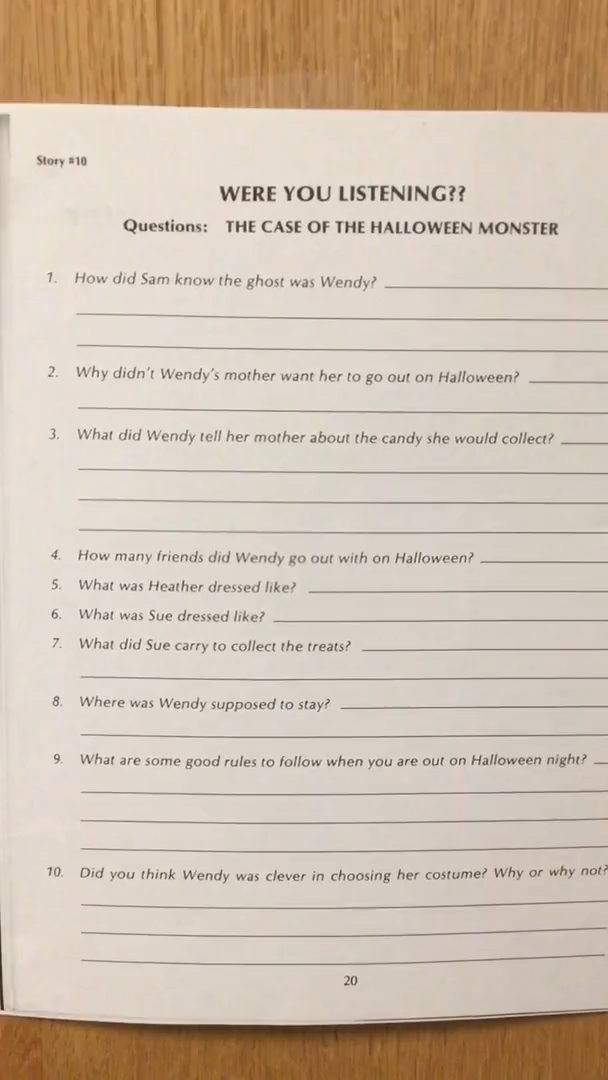 Story #10
WERE YOU LISTENING??
Questions: THE CASE OF THE HALLOWEEN MONSTER
1. How did Sam know the ghost was Wendy?
2. Why didn't Wendy's mother want her to go out on Halloween?
3. What did Wendy tell her mother about the candy she would collect?
4. How many friends did Wendy go out with on Halloween?
5. What was Heather dressed like?
6. What was Sue dressed like?
7. What did Sue carry to collect the treats?
8. Where was Wendy supposed to stay?
9. What are some good rules to follow when you are out on Halloween night?
10. Did you think Wendy was clever in choosing her costume? Why or why not?
20